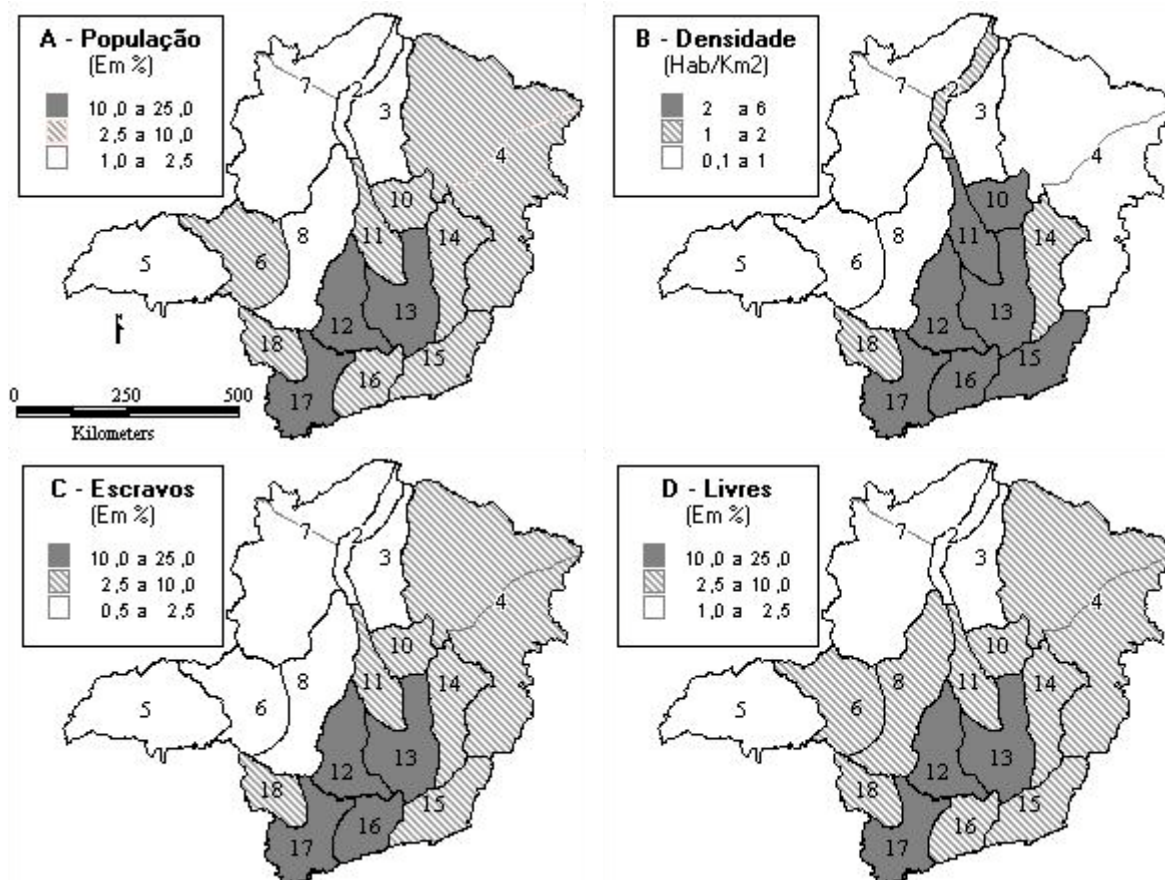 A - População
(Em %)
10 ,0 a 25 ,0
2 ,5 a 10 ,0
1 ,0 a 2 ,5
7
2
3
4
10
5
6
8
11
14
12
13
18
15
16
17
0 250 500
Kilometers
B - Densidade
(Hab/Km2)
2 a 6
1 a 2
0 ,1 a 1
7
2
3
4
10
5
6
8
11
14
12
13
18
15
16
17
C - Escravos
(Em %)
10 ,0 a 25 ,0
2 ,5 a 10 ,0
0 ,5 a 2 ,5
7
2
3
4
10
5
6
8
11
14
12
13
18
15
16
17
D - Livres
(Em %)
10 ,0 a 25 ,0
2 ,5 a 10 ,0
1 ,0 a 2 ,5
7
2
3
4
10
5
6
8
11
14
12
13
18
15
16
17